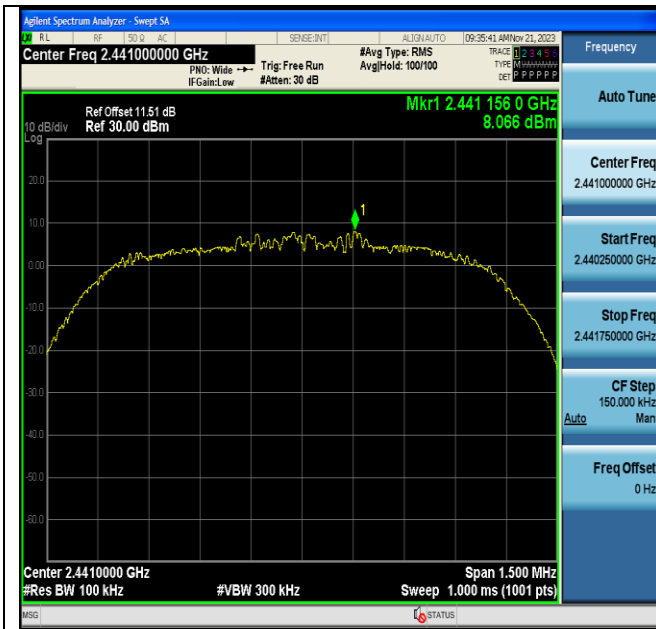 Agilent Spectrum Analyzer - Swept SA
RL RF 50 Ω AC SENSE:INT ALIGN AUTO 09:35:41 AM Nov 21, 2023
Center Freq 2.441000000 GHz
PNO: Wide
IFGain:Low
Trig: Free Run
#Atten: 30 dB
#Avg Type: RMS
Avg|Hold: 100/100
TRACE 1 2 3 4 5 6
TYPE M
DET P P P P P P
Ref Offset 11.51 dB
10 dB/div Ref 30.00 dBm
Log
Mkr1 2.441 156 0 GHz
8.066 dBm
1
20.0
10.0
0.00
-10.0
-20.0
-30.0
-40.0
-50.0
-60.0
Center 2.4410000 GHz
Span 1.500 MHz
#Res BW 100 kHz
#VBW 300 kHz
Sweep 1.000 ms (1001 pts)
MSG
STATUS
Frequency
Auto Tune
Center Freq
2.441000000 GHz
Start Freq
2.440250000 GHz
Stop Freq
2.441750000 GHz
CF Step
150.000 kHz
Auto Man
Freq Offset
0 Hz